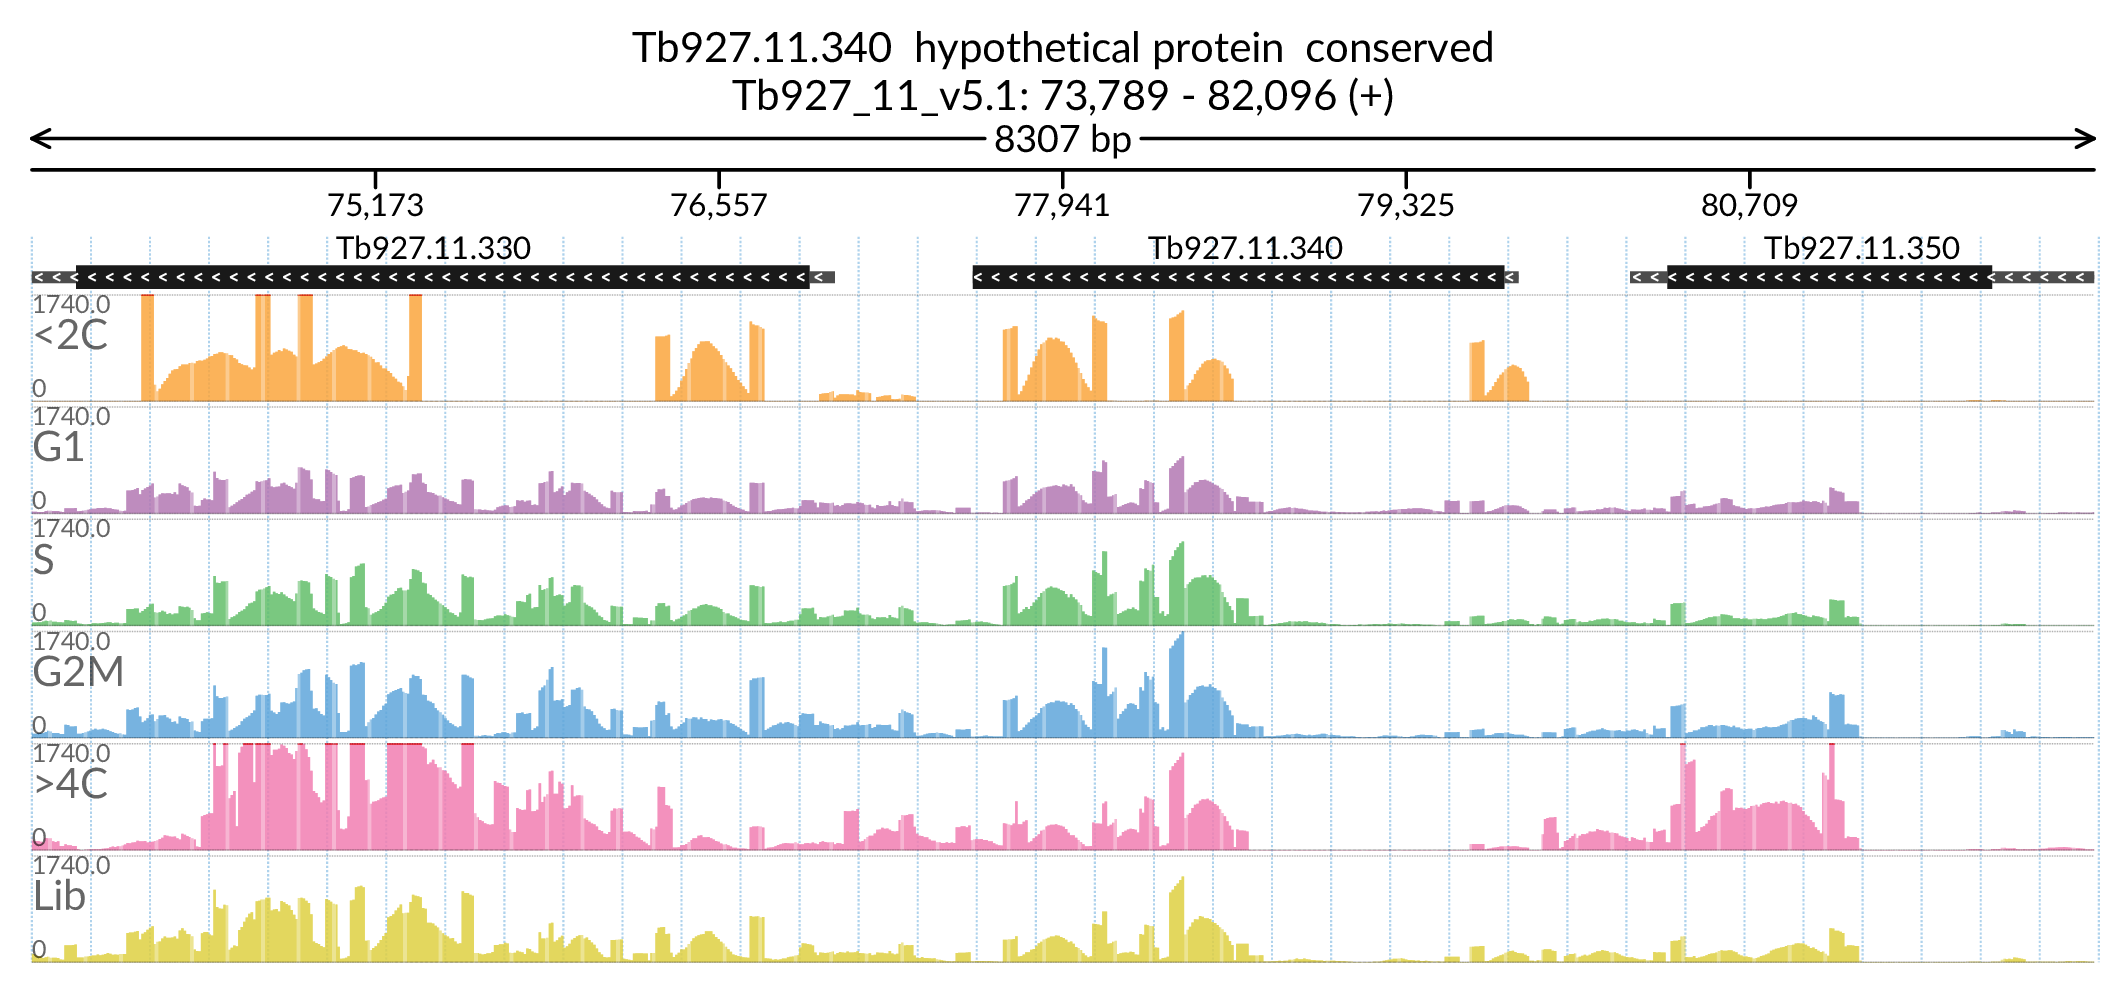 Tb927.11.340  hypothetical protein  conserved
Tb927_11_v5.1: 73,789 - 82,096 (+)
8307 bp
75,173 76,557 77,941 79,325 80,709
Tb927.11.330 Tb927.11.340 Tb927.11.350
1740.0
<2C
0
1740.0
G1
0
1740.0
S
0
1740.0
G2M
0
1740.0
>4C
0
1740.0
Lib
0